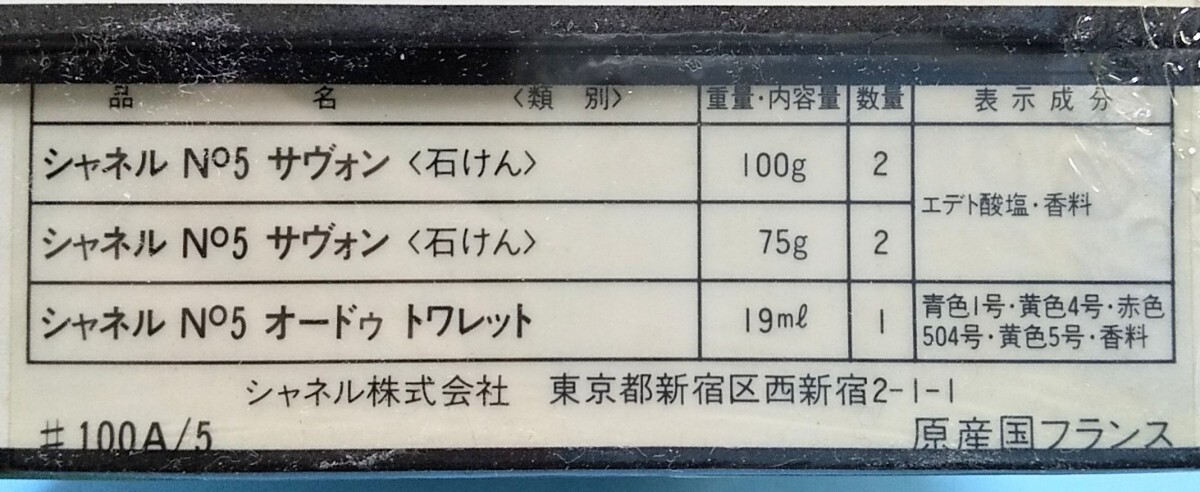 品 名 〈類 別〉 重量・内容量 数量 表示成分
シャネル Nº5 サヴォン〈石けん〉 100g 2
エデト酸塩・香料
シャネル Nº5 サヴォン〈石けん〉 75g 2
シャネル Nº5 オードゥ トワレット 19mℓ 1
青色1号・黄色4号・赤色
504号・黄色5号・香料
シャネル株式会社 東京都新宿区西新宿2-1-1
#100A/5 原産国フランス